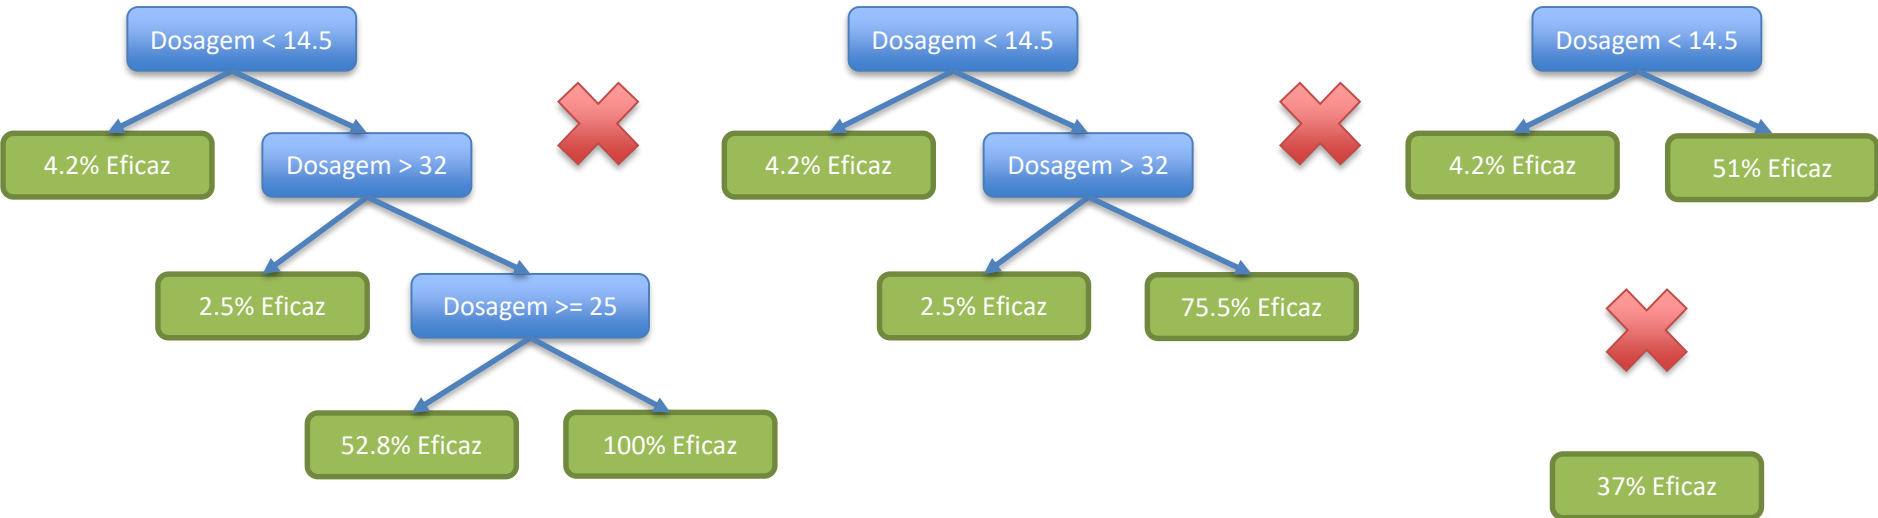 Dosagem < 14.5
4.2% Eficaz
Dosagem > 32
2.5% Eficaz
Dosagem >= 25
52.8% Eficaz
100% Eficaz
Dosagem < 14.5
4.2% Eficaz
Dosagem > 32
2.5% Eficaz
75.5% Eficaz
Dosagem < 14.5
4.2% Eficaz
51% Eficaz
37% Eficaz